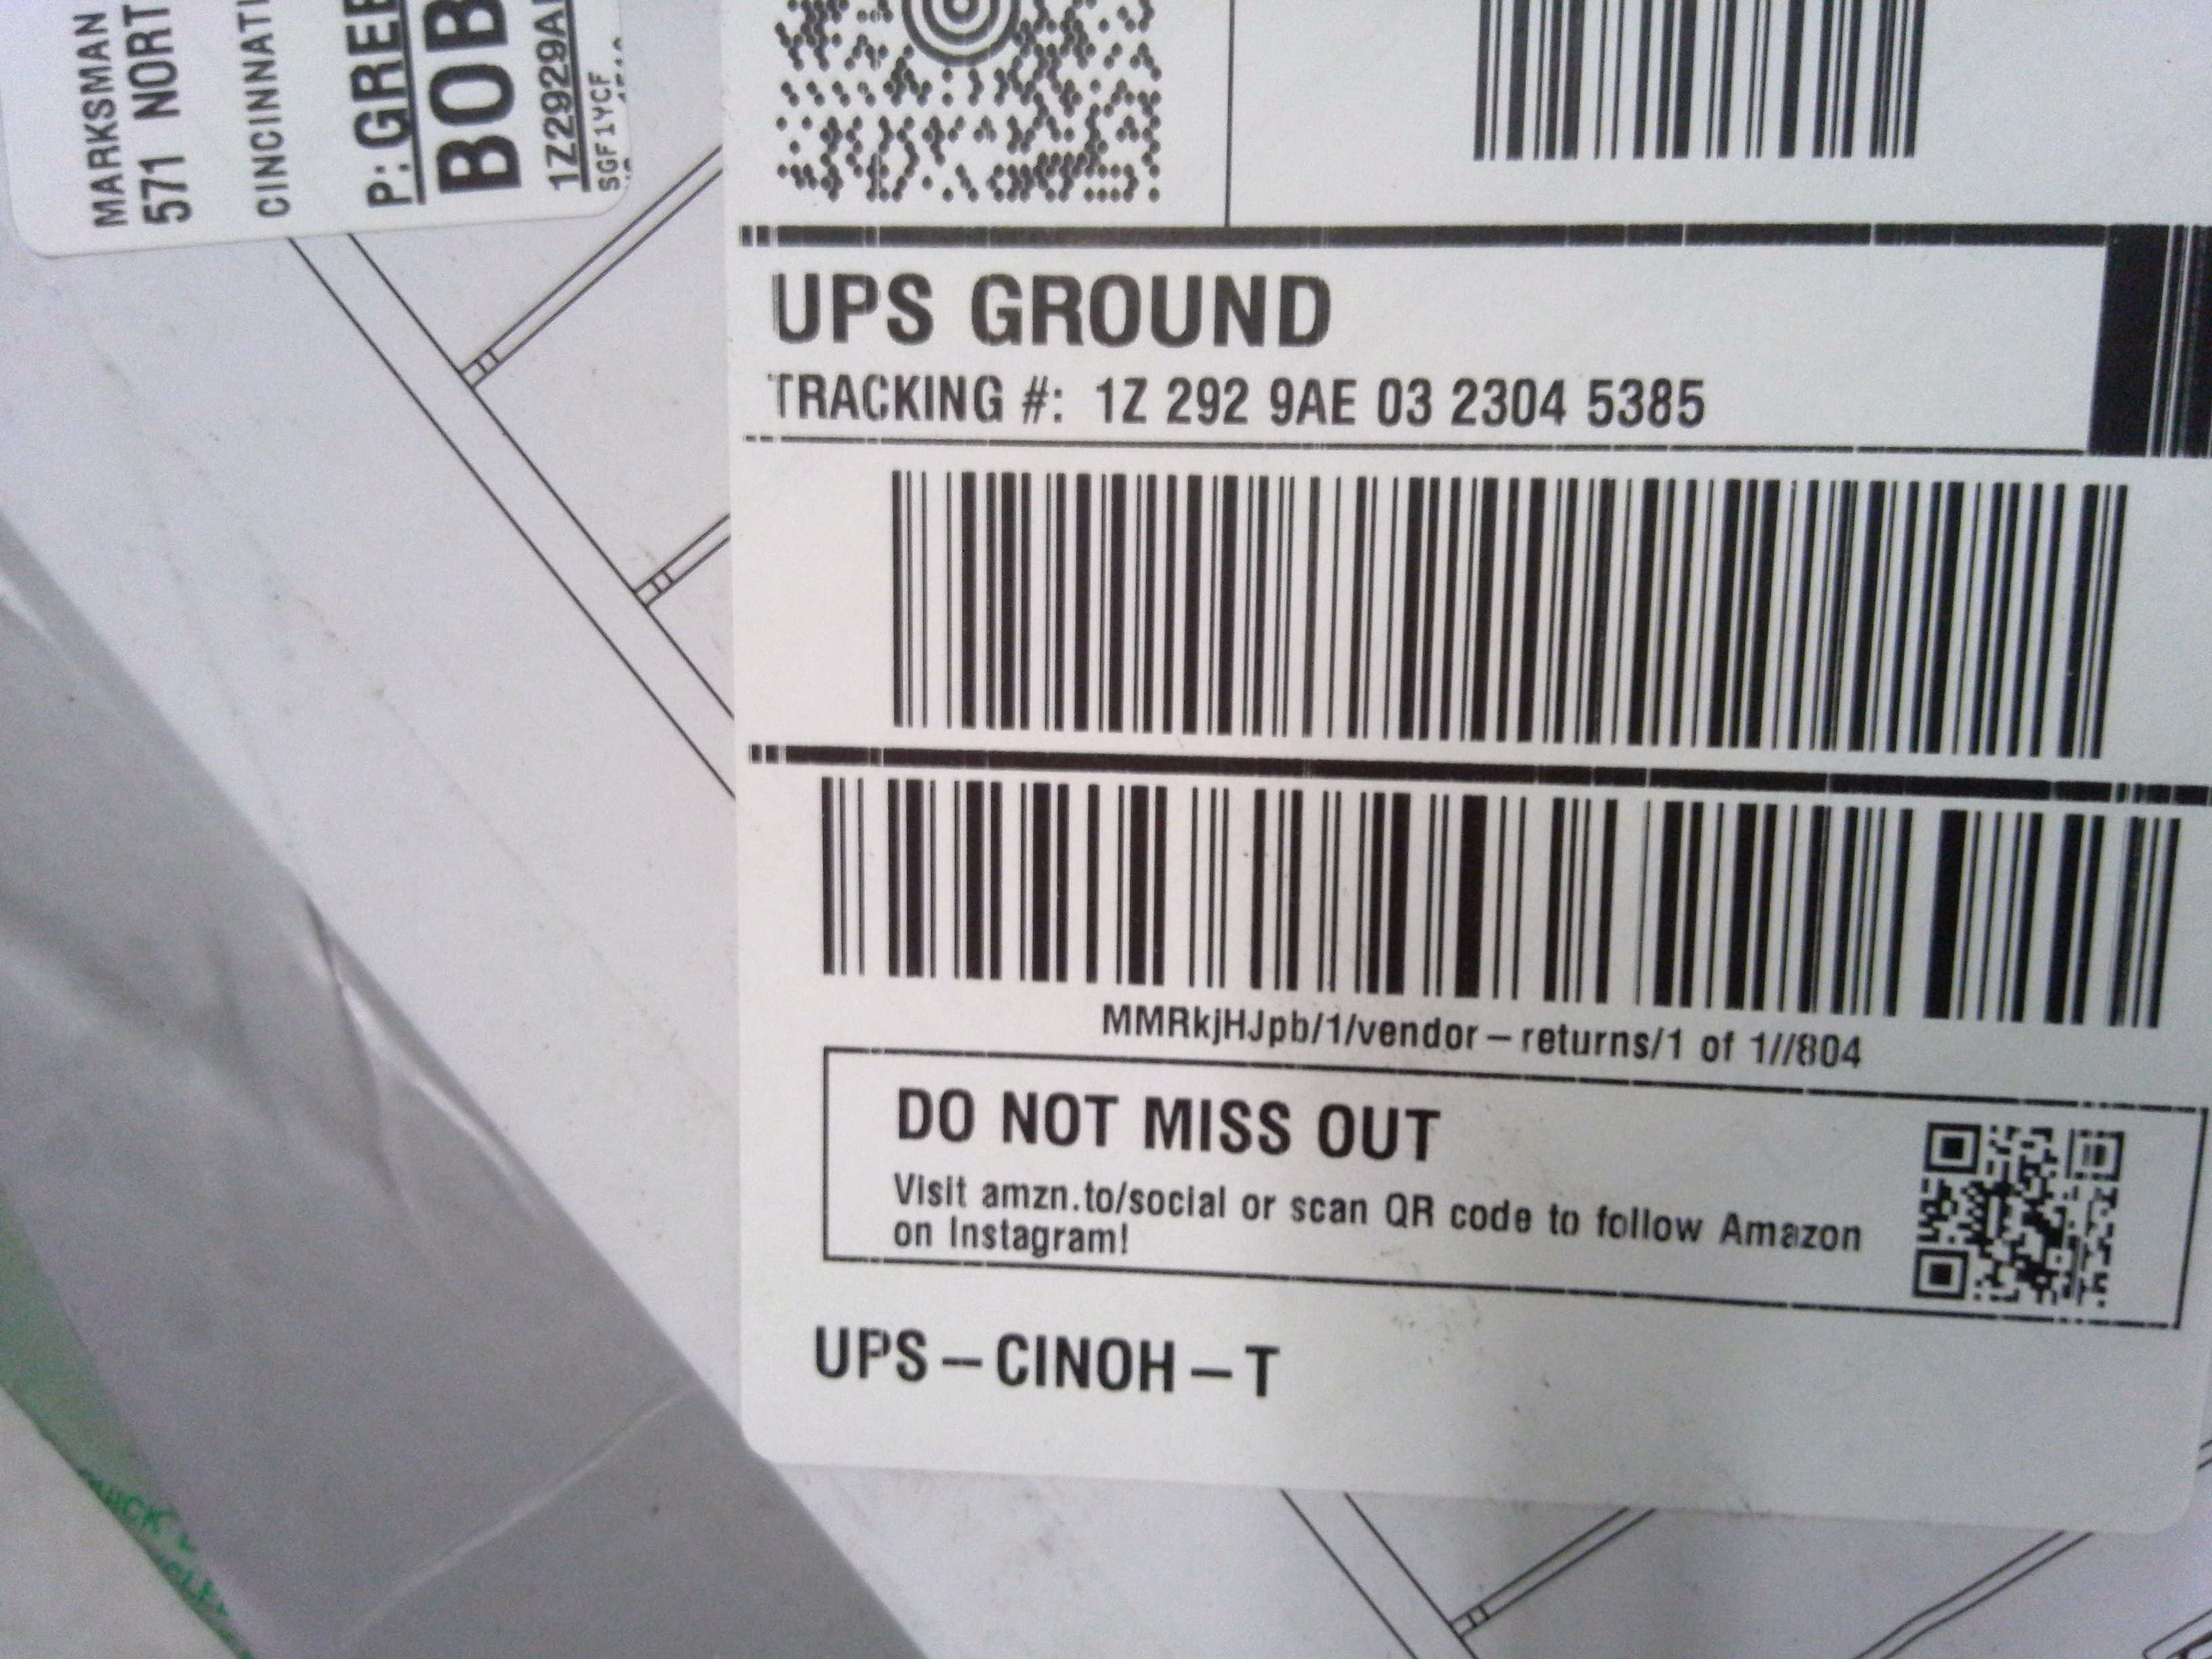 MARKSMAN
571 NORT
CINCINNATI
P: GREE
BOB
1Z2929A
SGF1YCF
UPS GROUND
TRACKING #: 1Z 292 9AE 03 2304 5385
MMRkjHJpb/1/vendor-returns/1 of 1//804
DO NOT MISS OUT
Visit amzn.to/social or scan QR code to follow Amazon
on Instagram!
UPS-CINOH-T